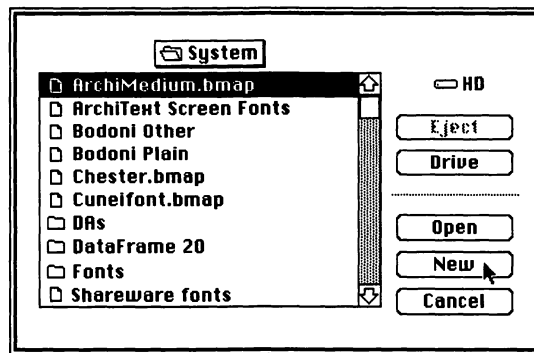 System
ArchiMedium.bmap
ArchiText Screen Fonts
Bodoni Other
Bodoni Plain
Chester.bmap
Cuneifont.bmap
DAs
DataFrame 20
Fonts
Shareware fonts
HD
Eject
Drive
Open
New
Cancel